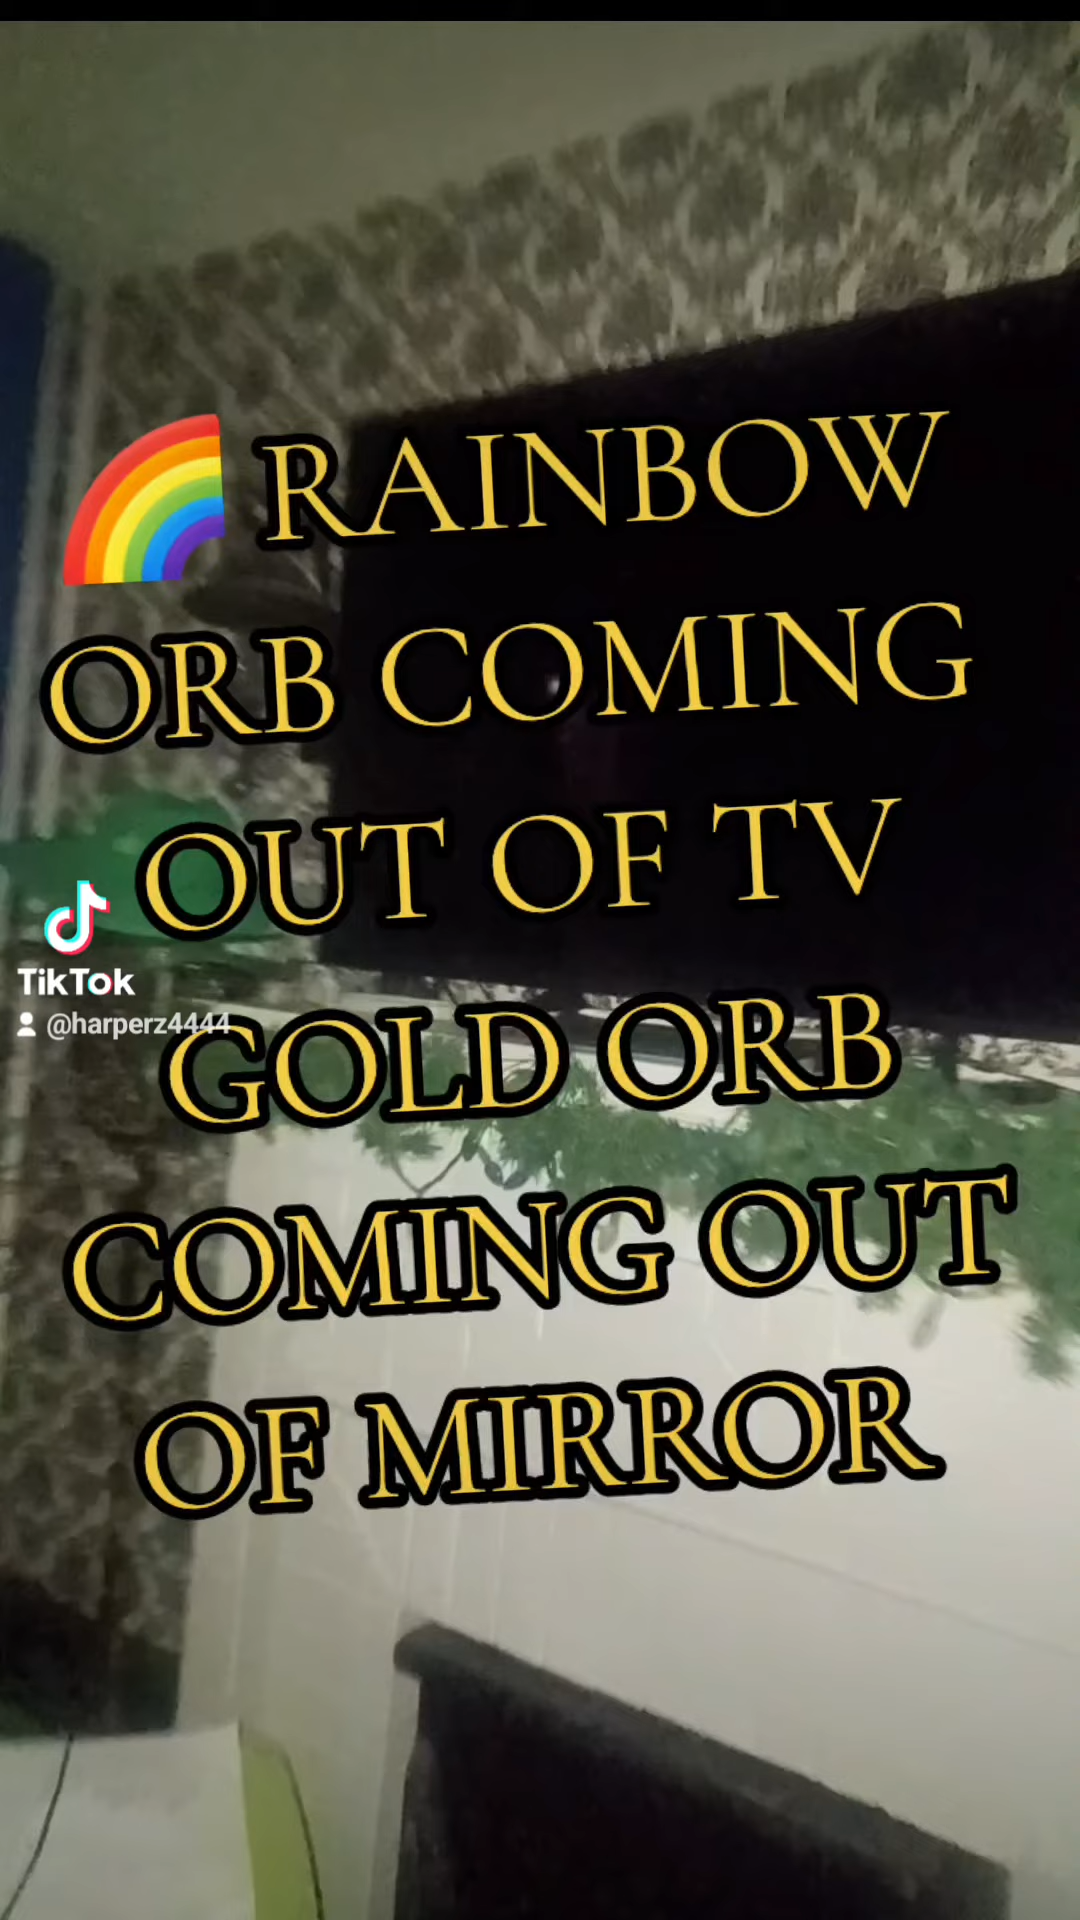 🌈 RAINBOW
ORB COMING
OUT OF TV
GOLD ORB
COMING OUT
OF MIRROR
TikTok
@harperz4444